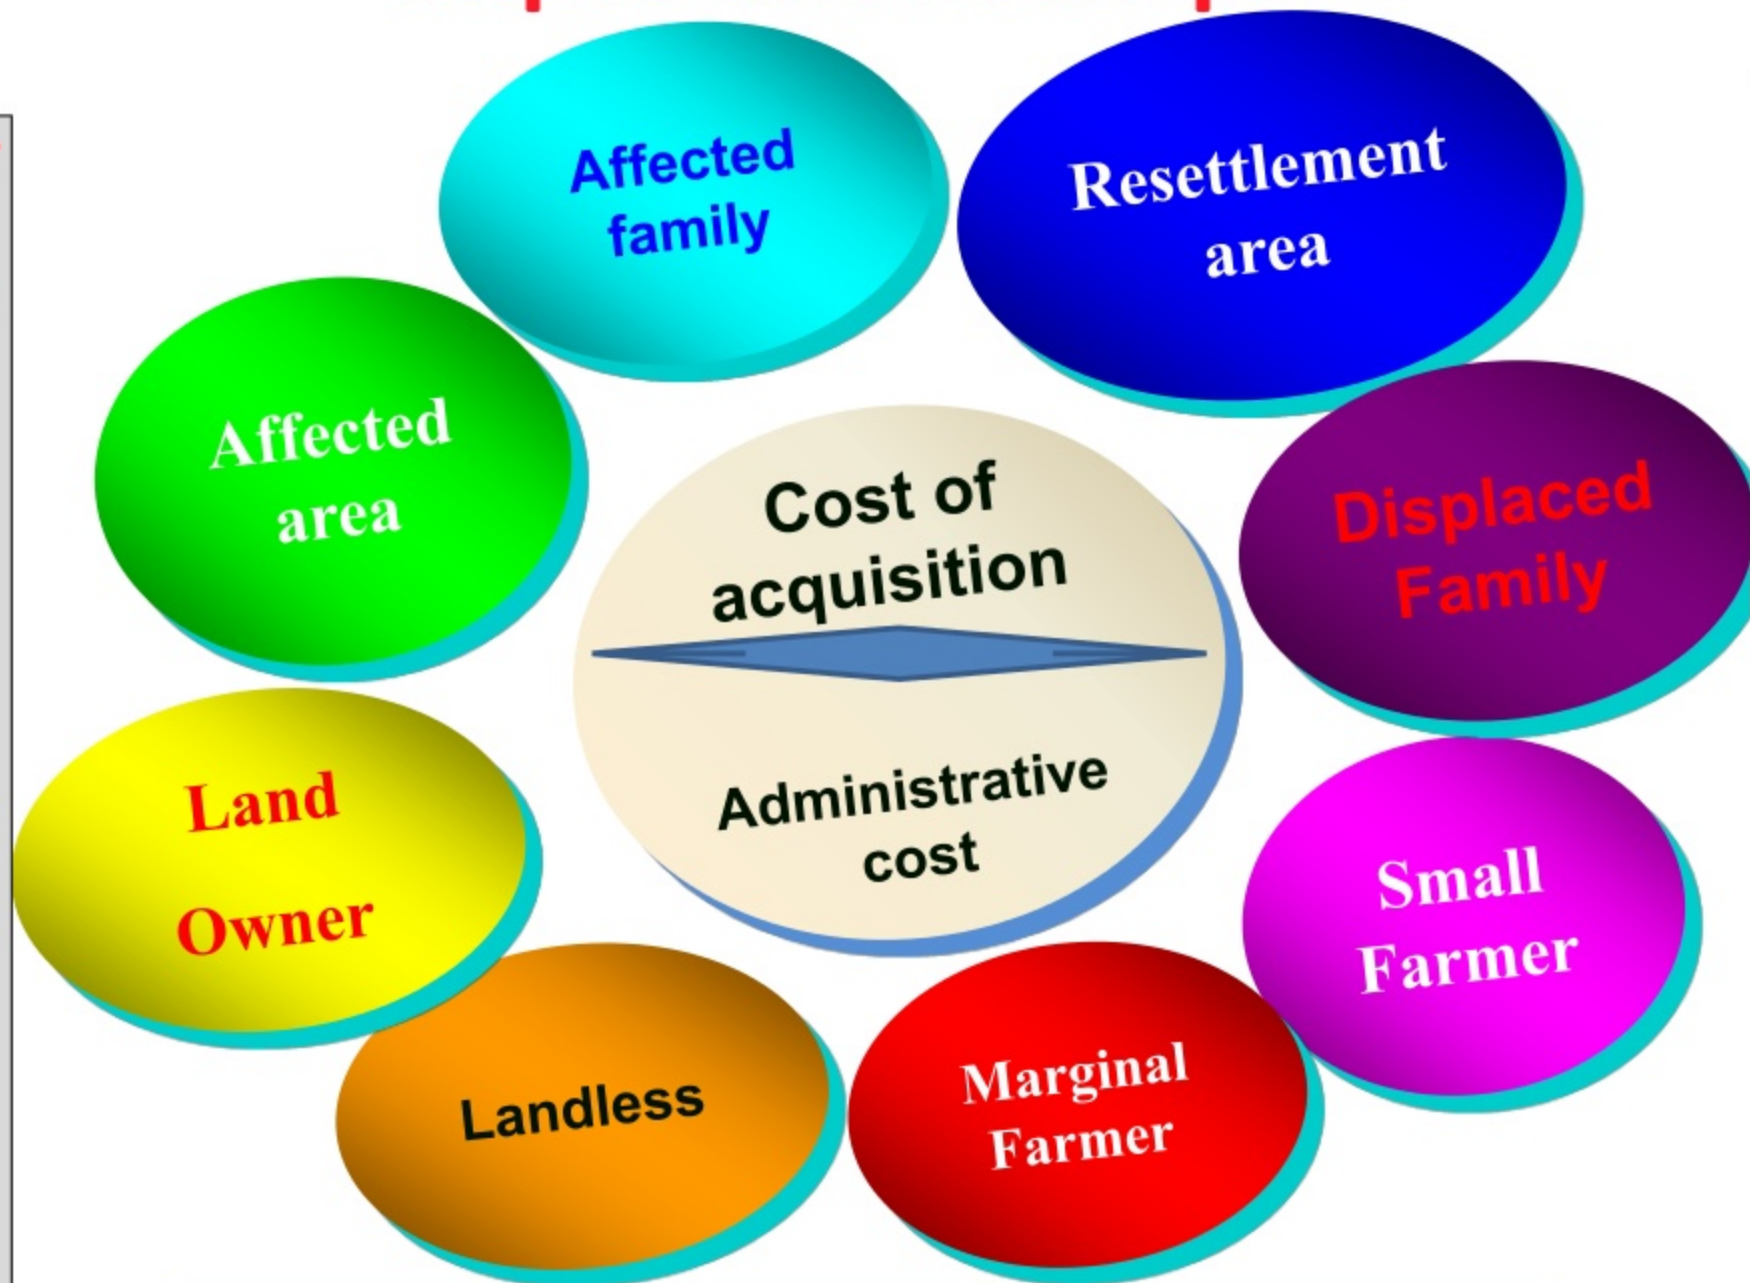 Affected
family
Resettlement
area
Affected
area
Cost of
acquisition
Displaced
Family
Land
Owner
Administrative
cost
Small
Farmer
Landless
Marginal
Farmer